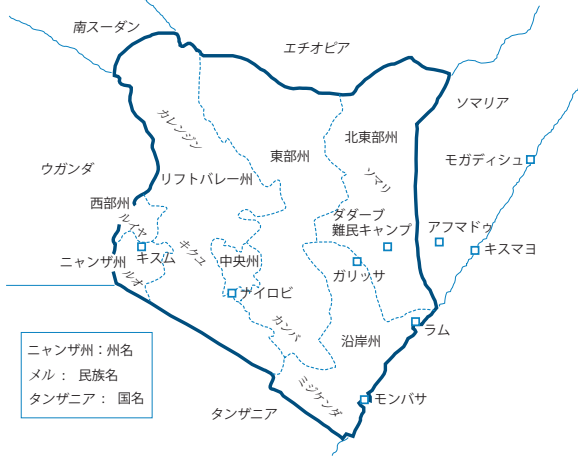 南スーダン
エチオピア
ソマリア
カレンジン
北東部州
東部州
モガディシュ
ウガンダ
リフトバレー州
ソマリ
西部州
ルイヤ
ダダーブ
難民キャンプ
アフマドゥ
キスム
キクユ
中央州
キスマヨ
ニャンザ州
ルオ
ガリッサ
ナイロビ
カンバ
沿岸州
ラム
ニャンザ州：州名
メル： 民族名
タンザニア： 国名
ミジケンダ
モンバサ
タンザニア